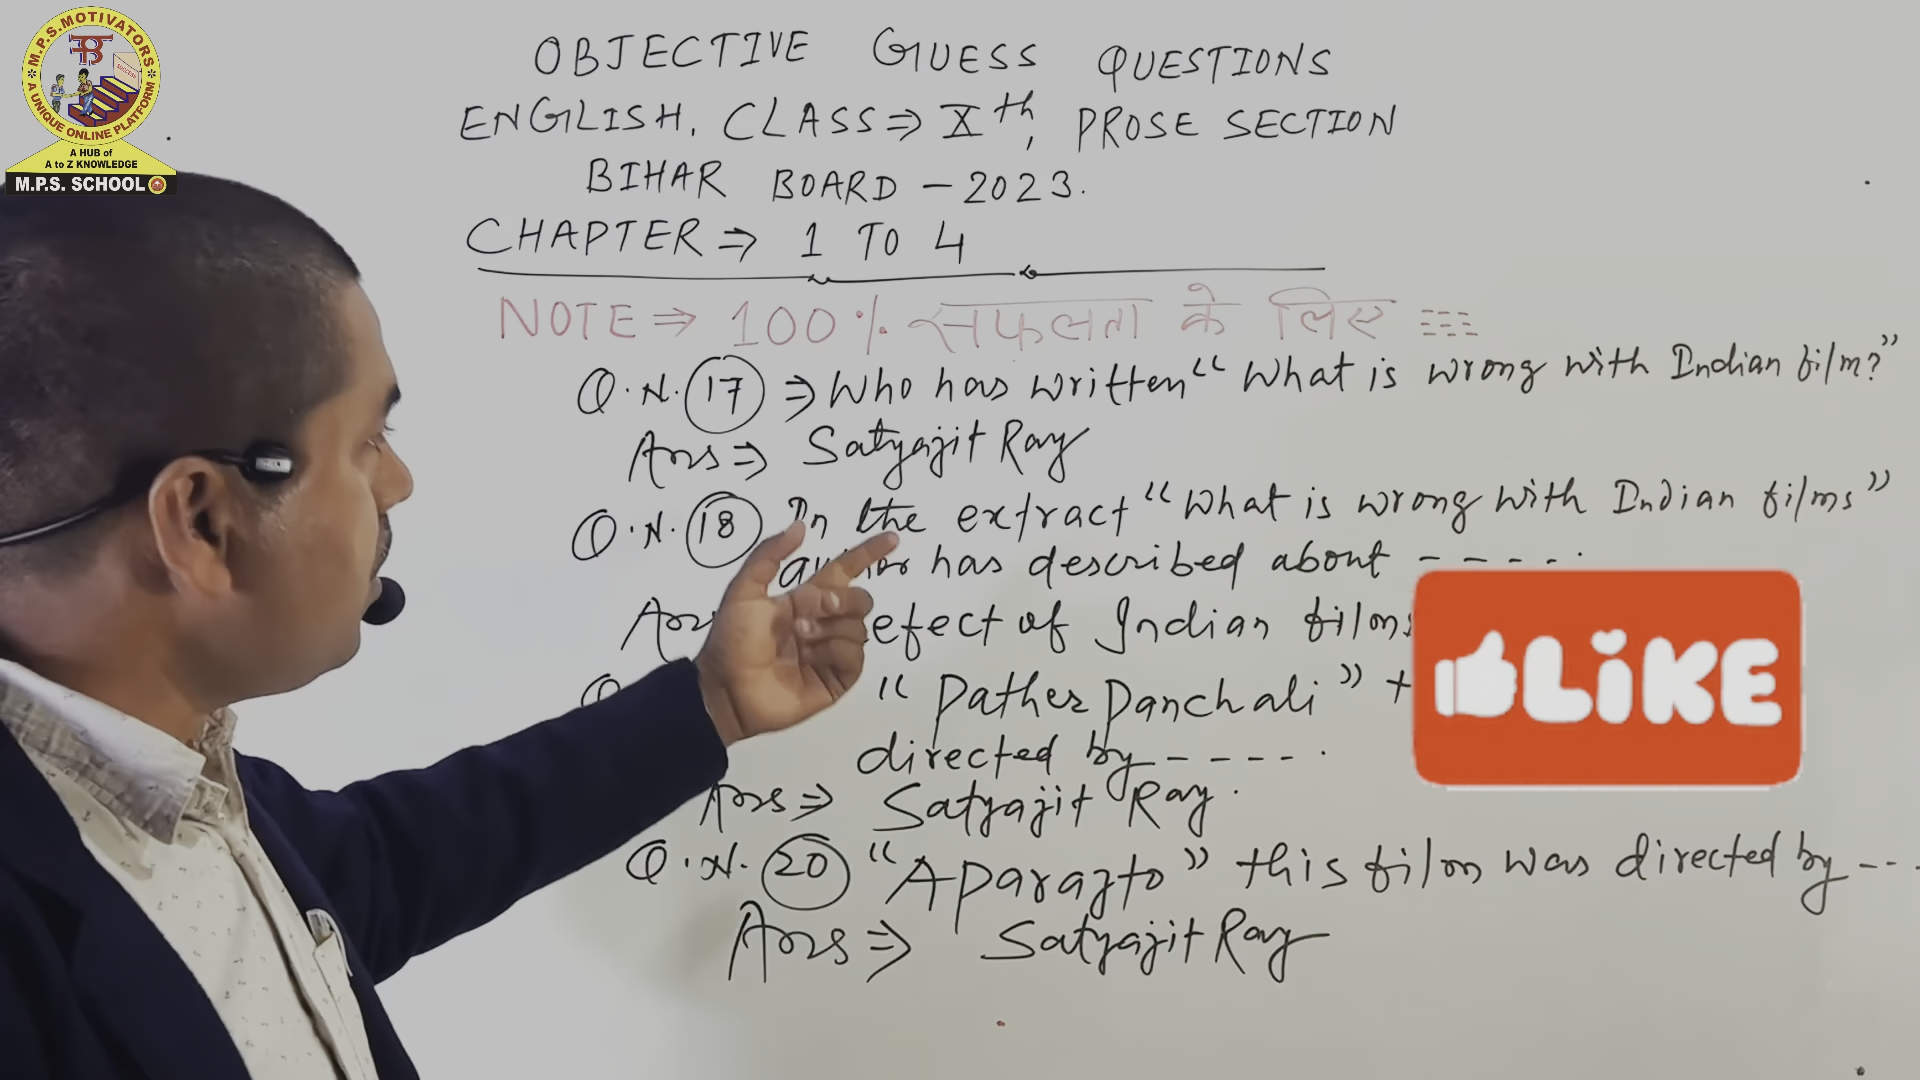 M.P.S. MOTIVATORS
SUCCESS
A UNIQUE ONLINE PLATFORM
A HUB of
A to Z KNOWLEDGE
M.P.S. SCHOOL
OBJECTIVE GUESS QUESTIONS
ENGLISH. CLASS ⇒ Xth, PROSE SECTION
BIHAR BOARD - 2023.
CHAPTER ⇒ 1 TO 4
NOTE ⇒ 100% सफलता के लिए
Q.N. 17 ⇒ Who has written "What is wrong with Indian film?"
Ans ⇒ Satyajit Ray
Q.N. 18 In the extract "What is wrong with Indian films"
has described about -----.
of Indian films
"Pather Panchali"
directed by ----.
Ans ⇒ Satyajit Ray.
Q.N. 20 "Aparazto" this film was directed by ---
Ans ⇒ Satyajit Ray
LIKE